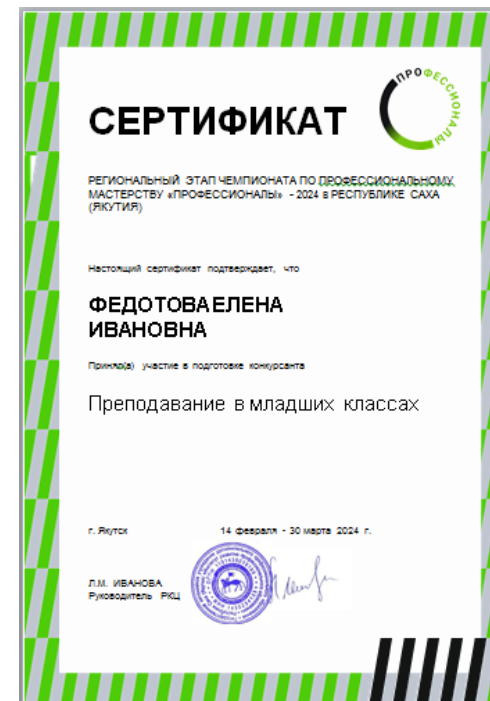 ПРОФЕССИОНАЛЫ
СЕРТИФИКАТ
РЕГИОНАЛЬНЫЙ ЭТАП ЧЕМПИОНАТА ПО ПРОФЕССИОНАЛЬНОМУ
МАСТЕРСТВУ «ПРОФЕССИОНАЛЫ» - 2024 В РЕСПУБЛИКЕ САХА
(ЯКУТИЯ)
Настоящий сертификат подтверждает, что
ФЕДОТОВА ЕЛЕНА
ИВАНОВНА
Принял(а) участие в подготовке конкурсанта
Преподавание в младших классах
г. Якутск 14 февраля - 30 марта 2024 г.
Л.М. ИВАНОВА
Руководитель РКЦ